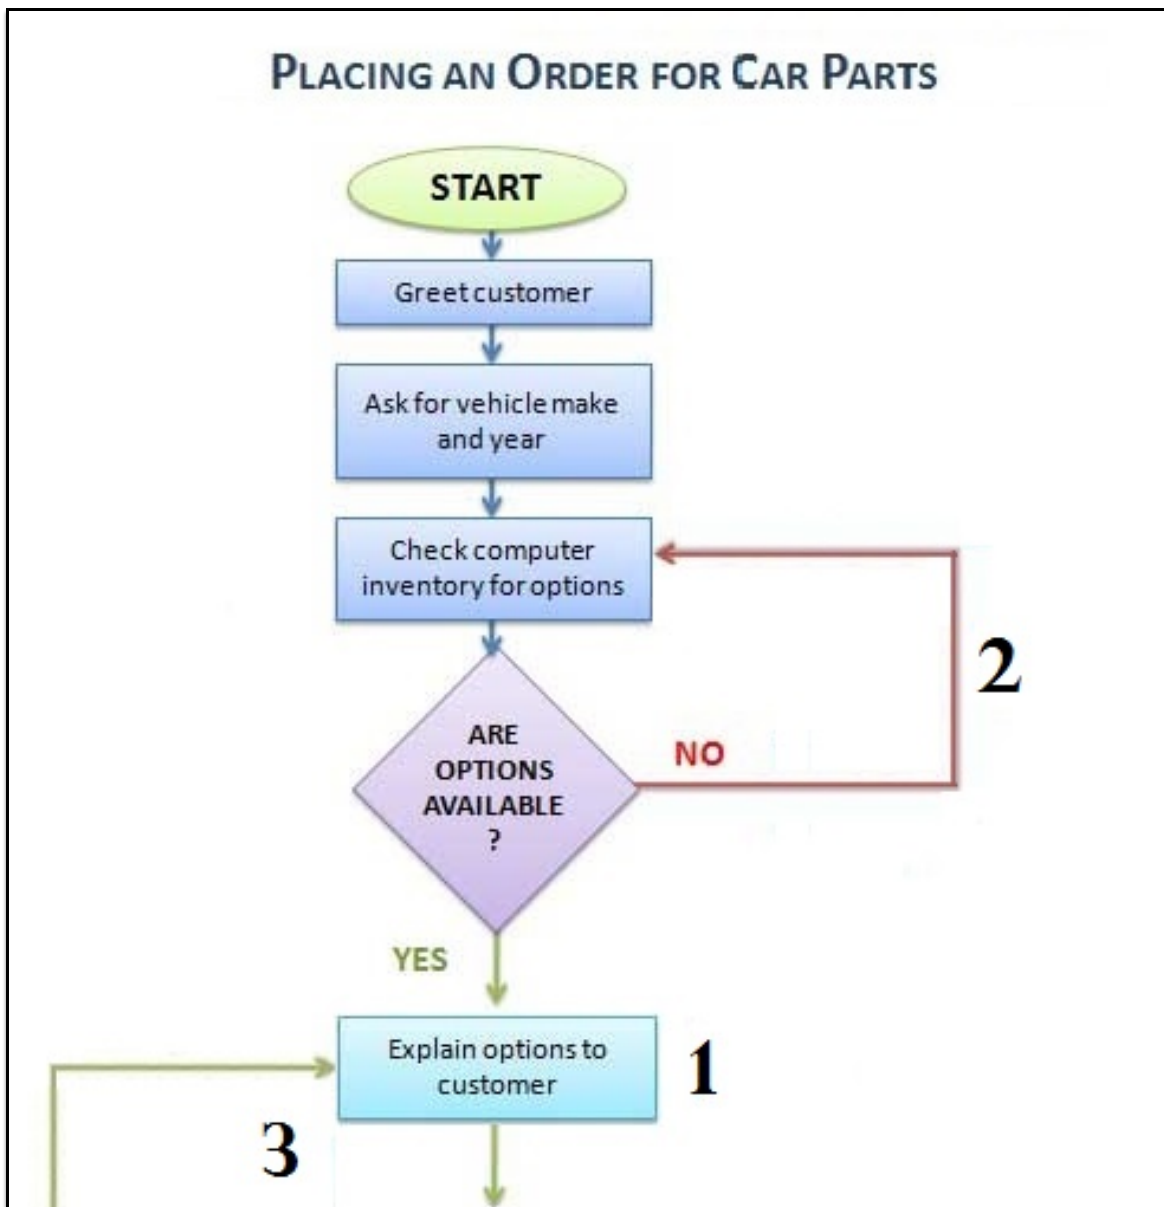 PLACING AN ORDER FOR CAR PARTS
START
Greet customer
Ask for vehicle make
and year
Check computer
inventory for options
2
ARE
OPTIONS
AVAILABLE
?
NO
YES
Explain options to
customer
1
3